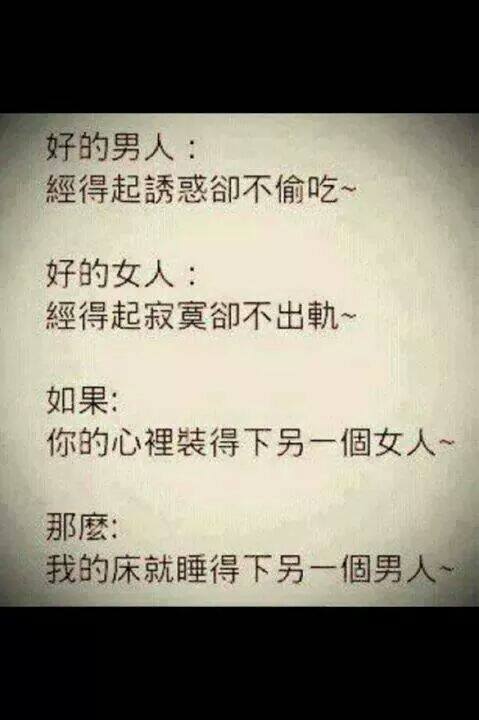 好的男人：
經得起誘惑卻不偷吃~
好的女人：
經得起寂寞卻不出軌~
如果:
你的心裡裝得下另一個女人~
那麼:
我的床就睡得下另一個男人~